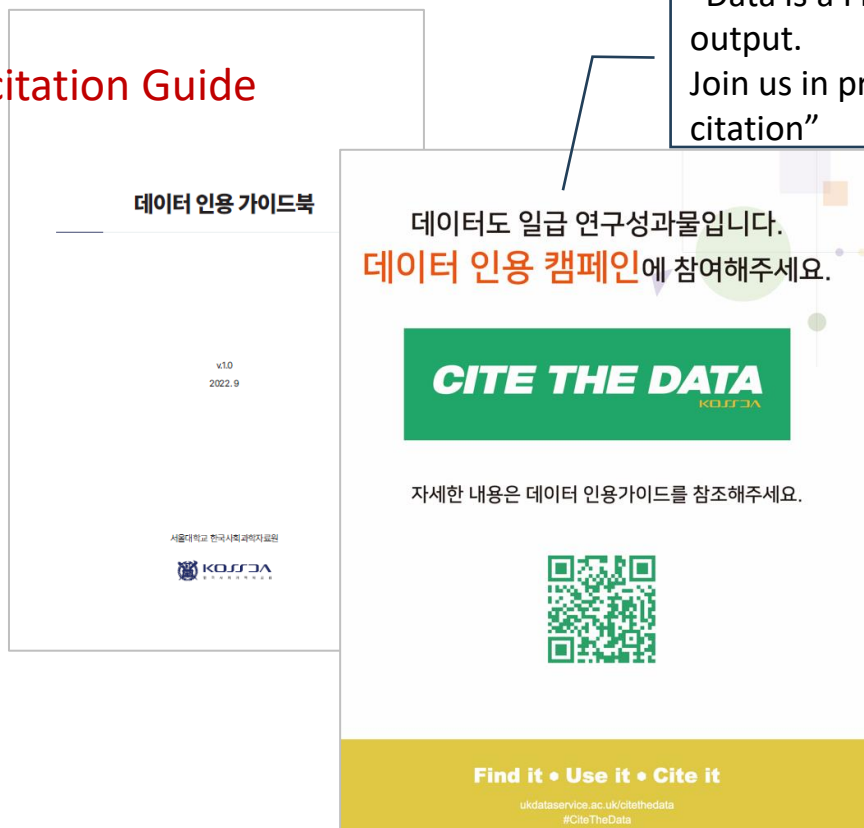 citation Guide
"Data is a
output.
Join us in
citation"
데이터 인용 가이드북
v.1.0
2022. 9
서울대학교 한국사회과학자료원
KOSSDA
데이터도 일급 연구성과물입니다.
데이터 인용 캠페인에 참여해주세요.
CITE THE DATA
KOSSDA
자세한 내용은 데이터 인용가이드를 참조해주세요.
Find it • Use it • Cite it
ukdataservice.ac.uk/citethedata
#CiteTheData